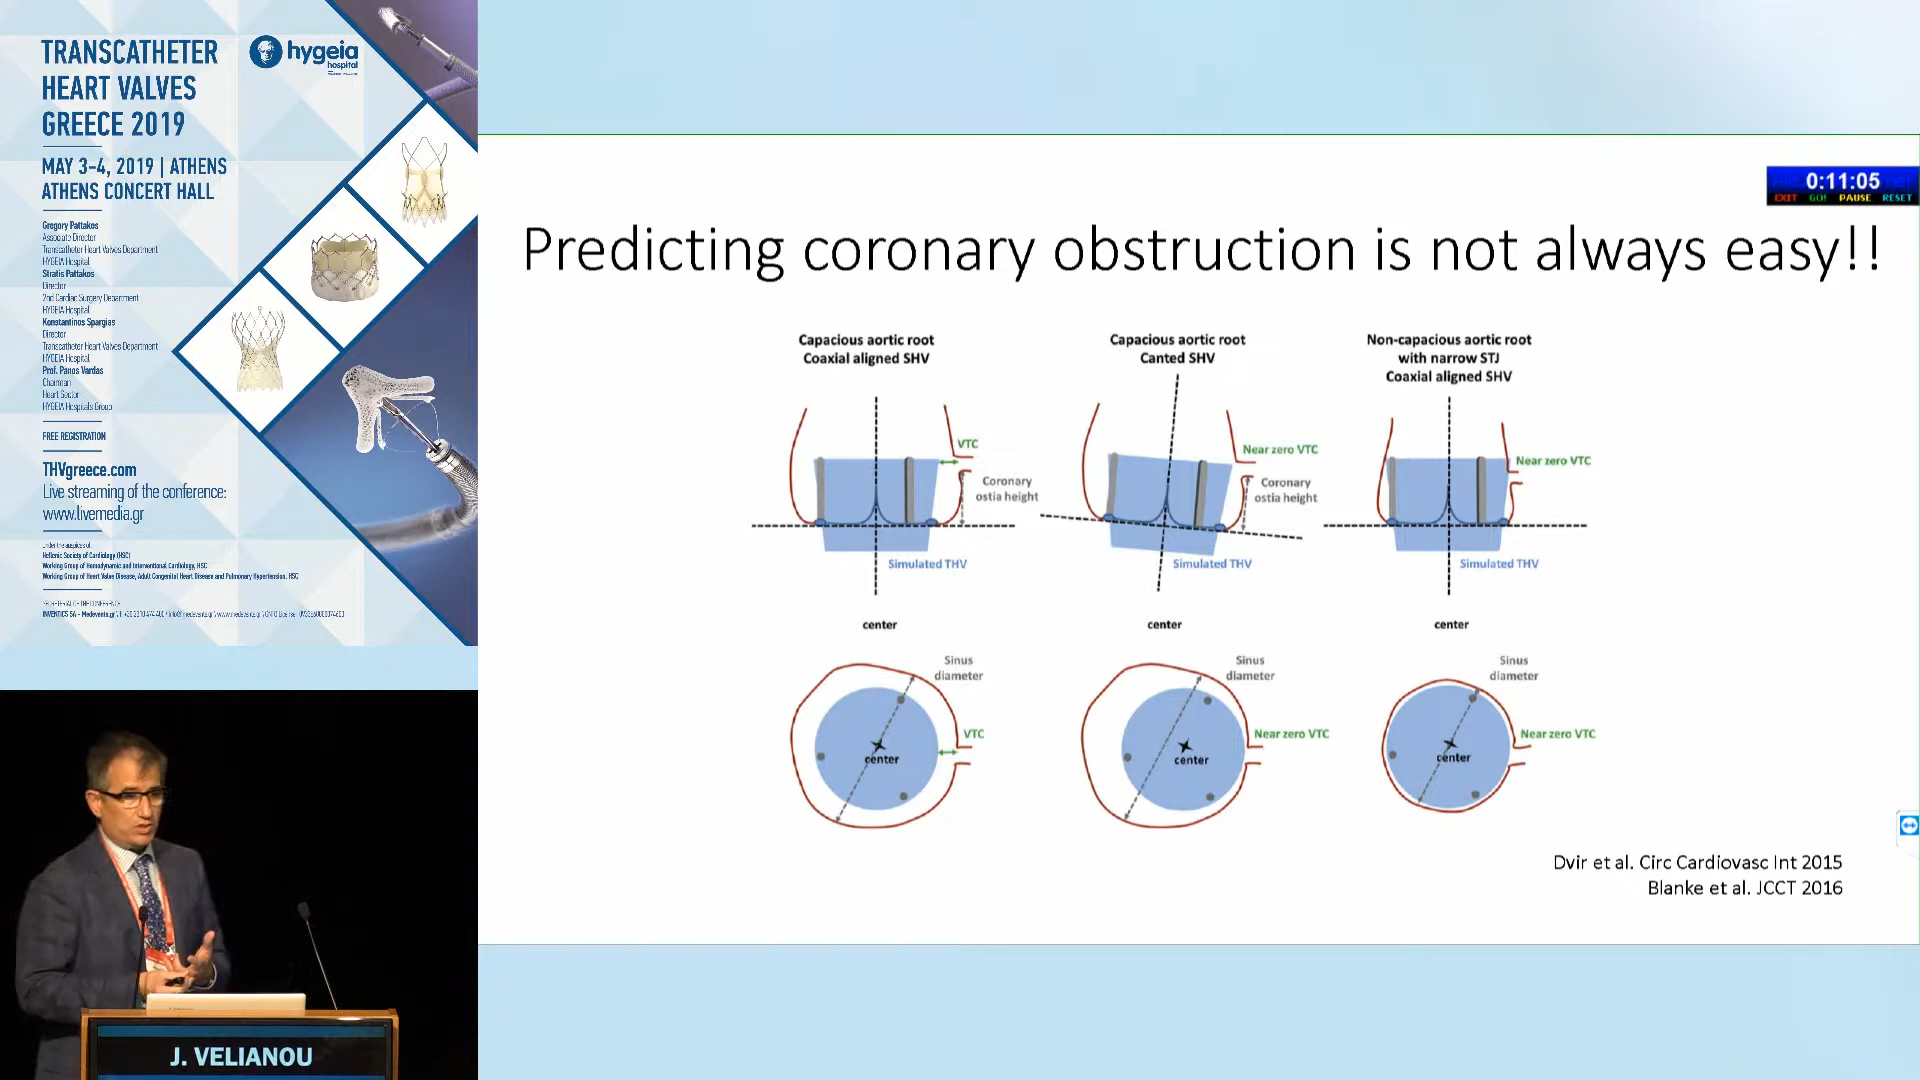 TRANSCATHETER
HEART VALVES
GREECE 2019
hygeia
hospital
MAY 3-4, 2019 | ATHENS
ATHENS CONCERT HALL
Gregory Pattakos
Associate Director
Transcatheter Heart Valves Department
HYGEIA Hospital
Stratis Pattakos
Director
2nd Cardiac Surgery Department
HYGEIA Hospital
Konstantinos Spargias
Director
Transcatheter Heart Valves Department
HYGEIA Hospital
Prof. Panos Vardas
Chairman
Heart Sector
HYGEIA Hospitals Group
FREE REGISTRATION
THVgreece.com
Live streaming of the conference:
www.livemedia.gr
Under the auspices of:
Hellenic Society of Cardiology (HSC)
Working Group of Hemodynamic and Interventional Cardiology, HSC
Working Group of Heart Valve Disease, Adult Congenital Heart Disease and Pulmonary Hypertension, HSC
0:11:05
EXIT GO! PAUSE RESET
Predicting coronary obstruction is not always easy!!
Capacious aortic root
Coaxial aligned SHV
VTC
Coronary
ostia height
Simulated THV
center
Sinus
diameter
VTC
center
Capacious aortic root
Canted SHV
Near zero VTC
Coronary
ostia height
Simulated THV
center
Sinus
diameter
Near zero VTC
center
Non-capacious aortic root
with narrow STJ
Coaxial aligned SHV
Near zero VTC
Simulated THV
center
Sinus
diameter
Near zero VTC
center
Dvir et al. Circ Cardiovasc Int 2015
Blanke et al. JCCT 2016
J. VELIANOU